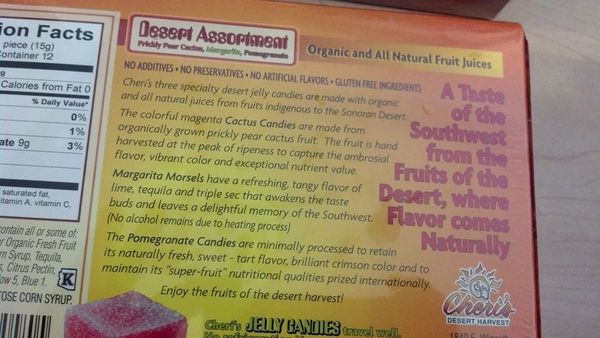 ion Facts
piece (15g)
ontainer 12
9
Calories from Fat 0
% Daily Value*
0%
1%
ate 9g 3%
saturated fat,
itamin A, vitamin C,
ontain all or some of:
Organic Fresh Fruit
rn Syrup, Tequila,
s, Citrus Pectin,
ow 5, Blue 1.
K
TOSE CORN SYRUP.
Desert Assortment
Prickly Pear Cactus, Margarita, Pomegranate
Organic and All Natural Fruit Juices
NO ADDITIVES • NO PRESERVATIVES • NO ARTIFICIAL FLAVORS • GLUTEN FREE INGREDIENTS
Cheri's three specialty desert jelly candies are made with organic
and all natural juices from fruits indigenous to the Sonoran Desert.
The colorful magenta Cactus Candies are made from
organically grown prickly pear cactus fruit. The fruit is hand
harvested at the peak of ripeness to capture the ambrosial
flavor, vibrant color and exceptional nutrient value.
Margarita Morsels have a refreshing, tangy flavor of
lime, tequila and triple sec that awakens the taste
buds and leaves a delightful memory of the Southwest.
(No alcohol remains due to heating process)
The Pomegranate Candies are minimally processed to retain
its naturally fresh, sweet - tart flavor, brilliant crimson color and to
maintain its "super-fruit" nutritional qualities prized internationally.
Enjoy the fruits of the desert harvest!
Cheri's JELLY CANDIES travel well.
A Taste
of the
Southwest
from the
Fruits of the
Desert, where
Flavor comes
Naturally
Cheri's
DESERT HARVEST